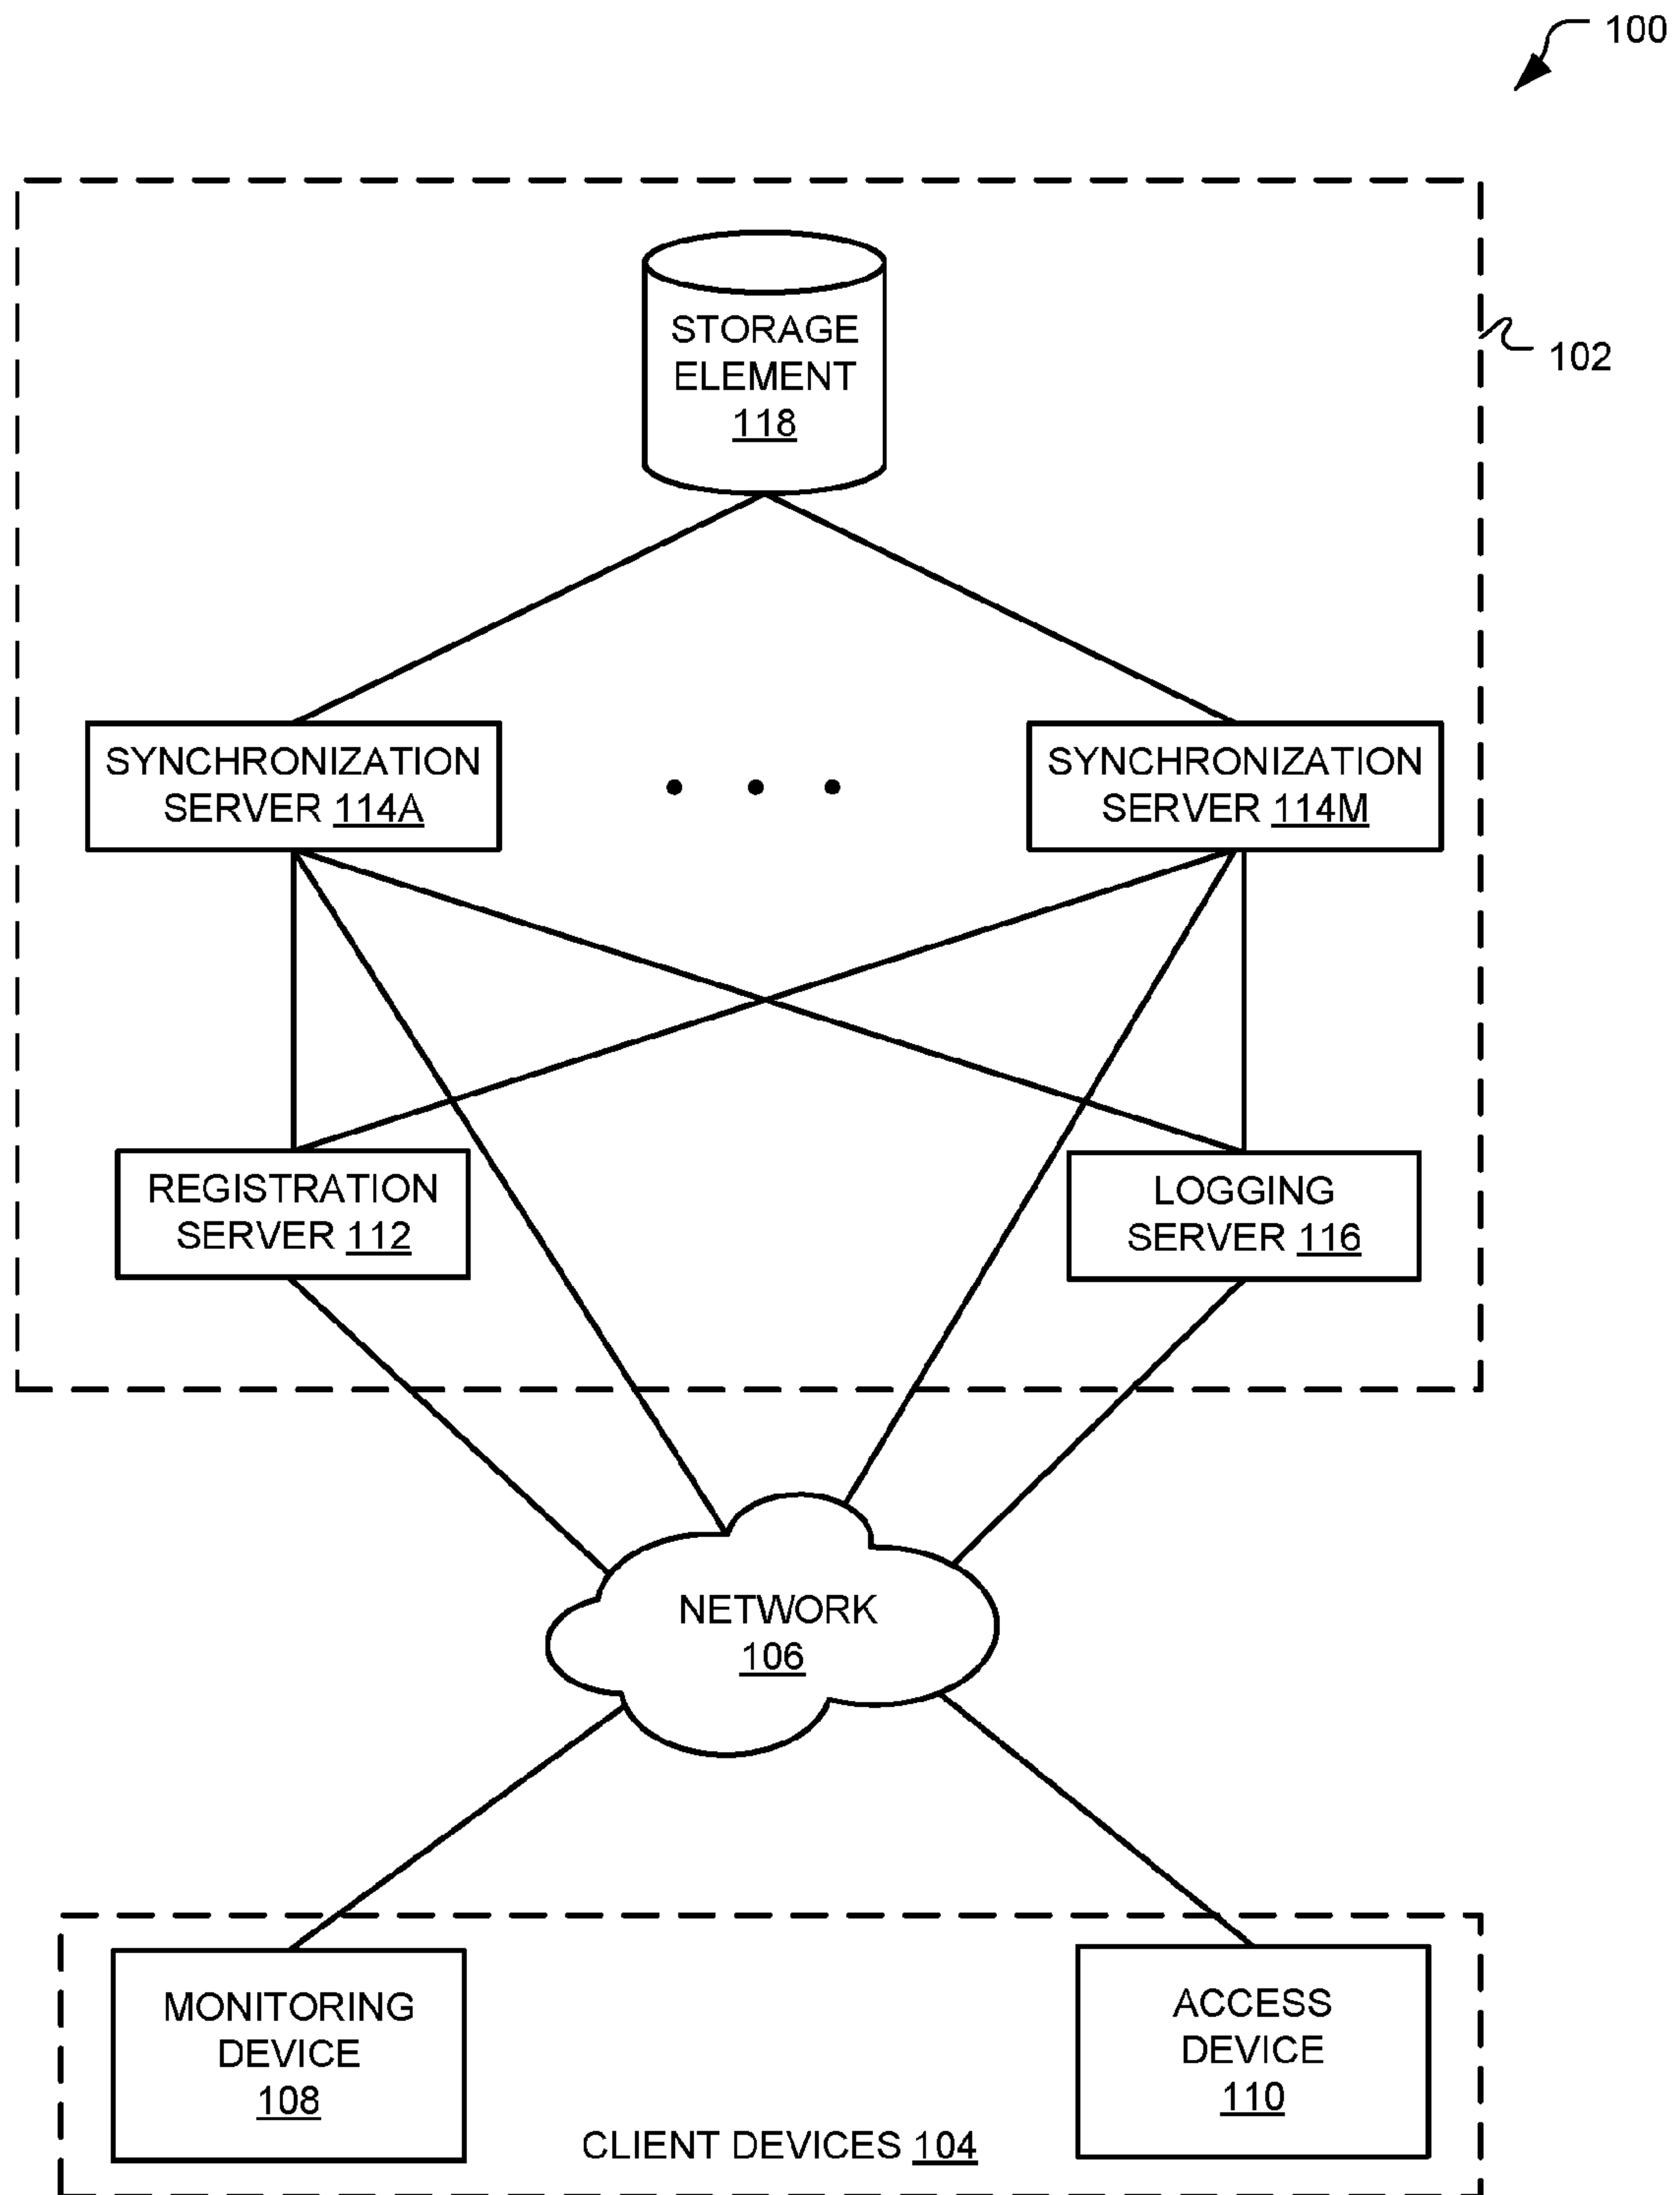 100
102
STORAGE
ELEMENT
118
SYNCHRONIZATION
SERVER 114A
SYNCHRONIZATION
SERVER 114M
REGISTRATION
SERVER 112
LOGGING
SERVER 116
NETWORK
106
MONITORING
DEVICE
108
ACCESS
DEVICE
110
CLIENT DEVICES 104